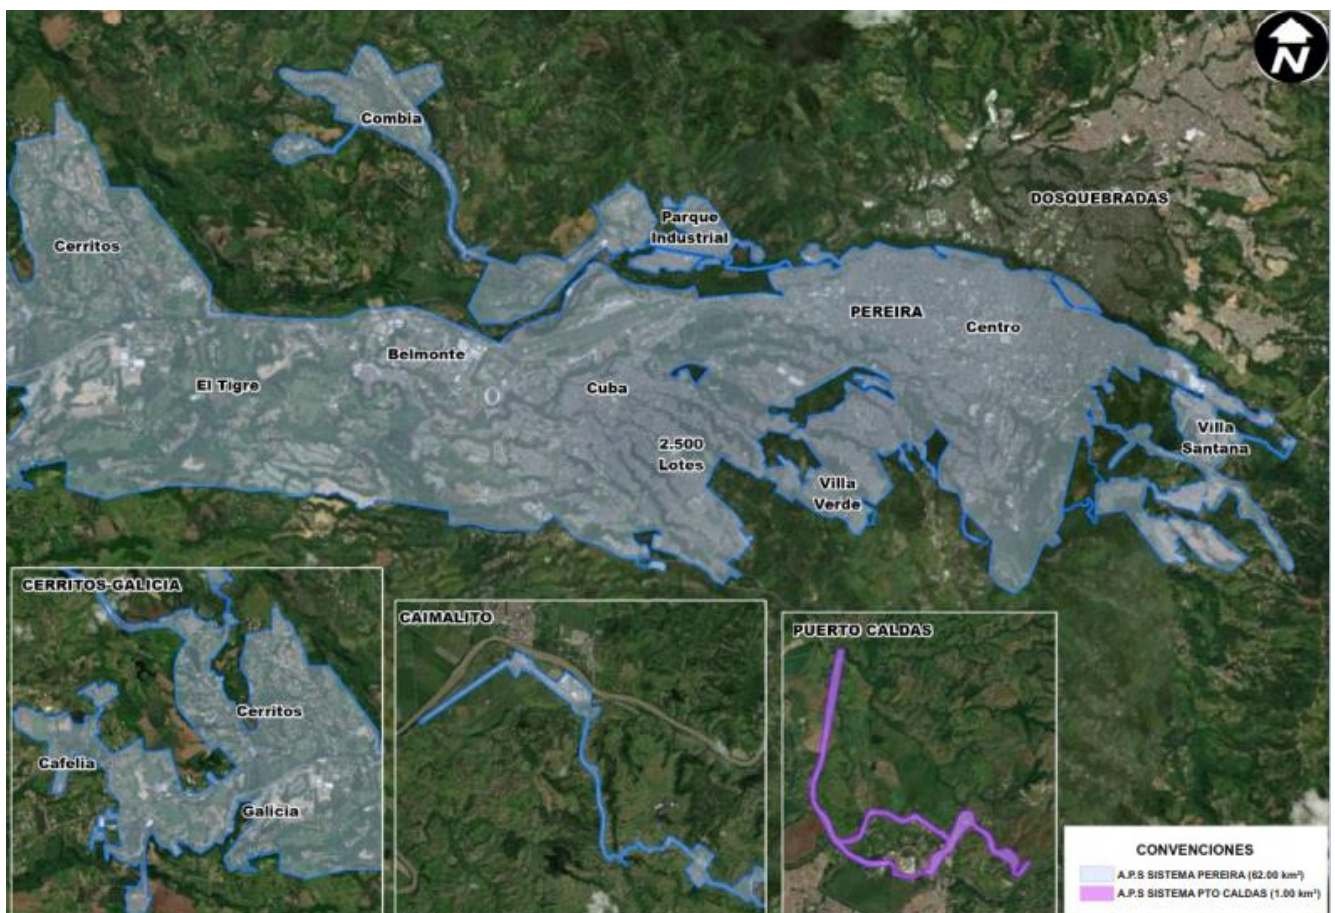 N
Combia
DOSQUEBRADAS
Parque
Industrial
Cerritos
PEREIRA
Centro
Belmonte
El Tigre
Cuba
2.500
Lotes
Villa
Santana
Villa
Verde
CERRITOS-GALICIA
Cerritos
Cafelia
Galicia
CAIMALITO
PUERTO CALDAS
CONVENCIONES
A.P.S SISTEMA PEREIRA (62.00 km²)
A.P.S SISTEMA PTO CALDAS (1.00 km²)